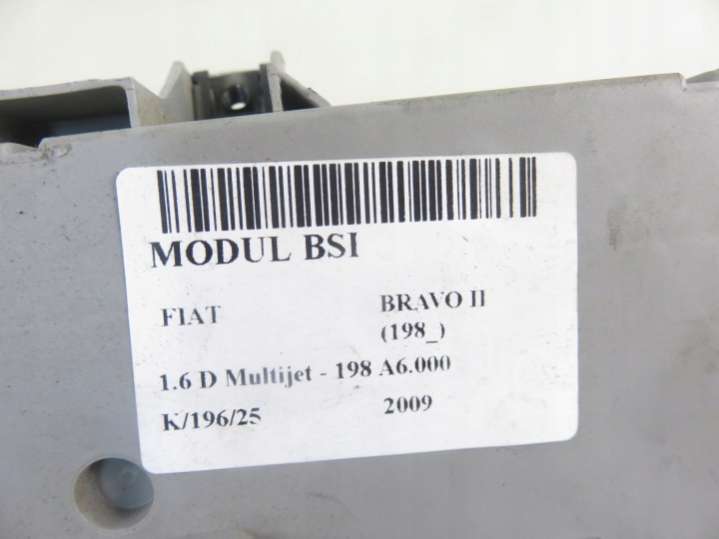 MODUL BSI
FIAT BRAVO II
(198_)
1.6 D Multijet - 198 A6.000
K/196/25 2009